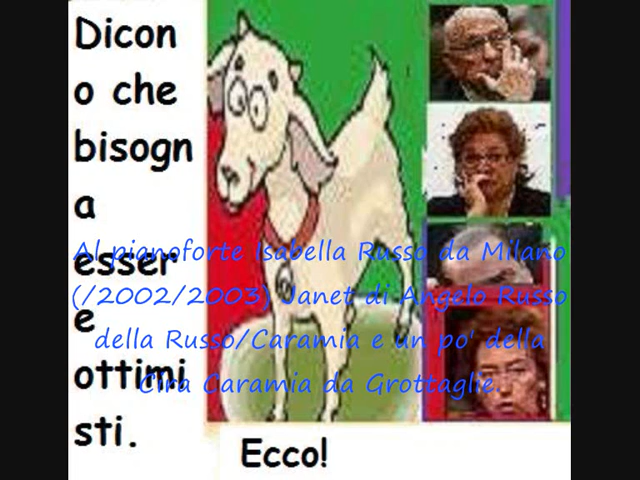 Dicon
o che
bisogn
a
esser
e
ottimi
sti.
Al pianoforte Isabella Russo da Milano
(/2002/2003) Janet di Angelo Russo
della Russo/Caramia e un po' della
Cira Caramia da Grottaglie.
Ecco!